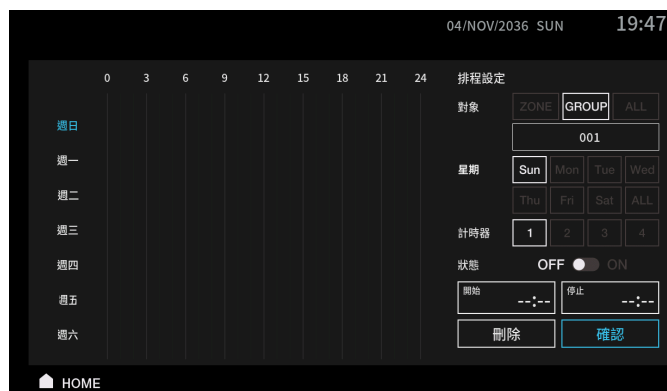 04/NOV/2036 SUN 19:47
0 3 6 9 12 15 18 21 24
週日
週一
週二
週三
週四
週五
週六
排程設定
對象 ZONE GROUP ALL
001
星期 Sun Mon Tue Wed
Thu Fri Sat ALL
計時器 1 2 3 4
狀態 OFF ON
開始 --:-- 停止 --:--
刪除 確認
HOME